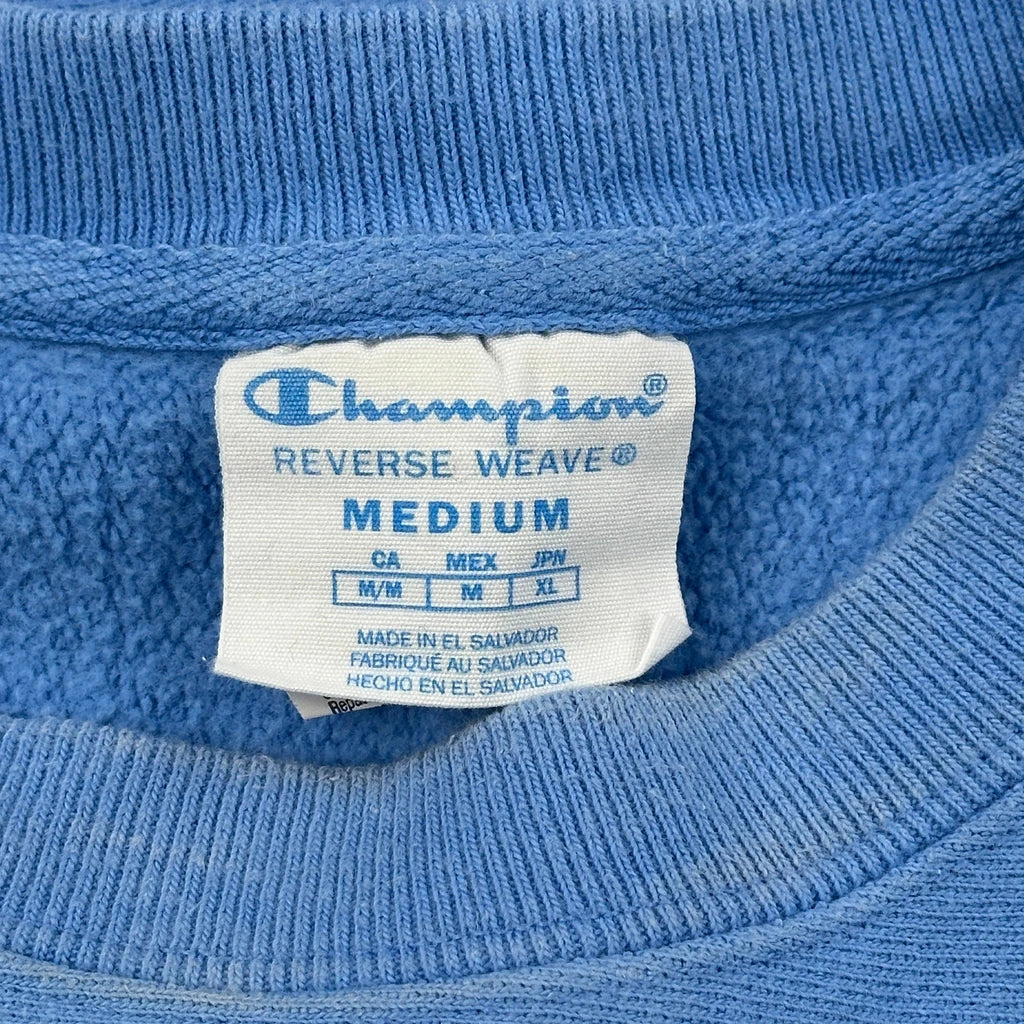 Champion®
REVERSE WEAVE®
MEDIUM
CA MEX JPN
M/M M XL
MADE IN EL SALVADOR
FABRIQUÉ AU SALVADOR
HECHO EN EL SALVADOR